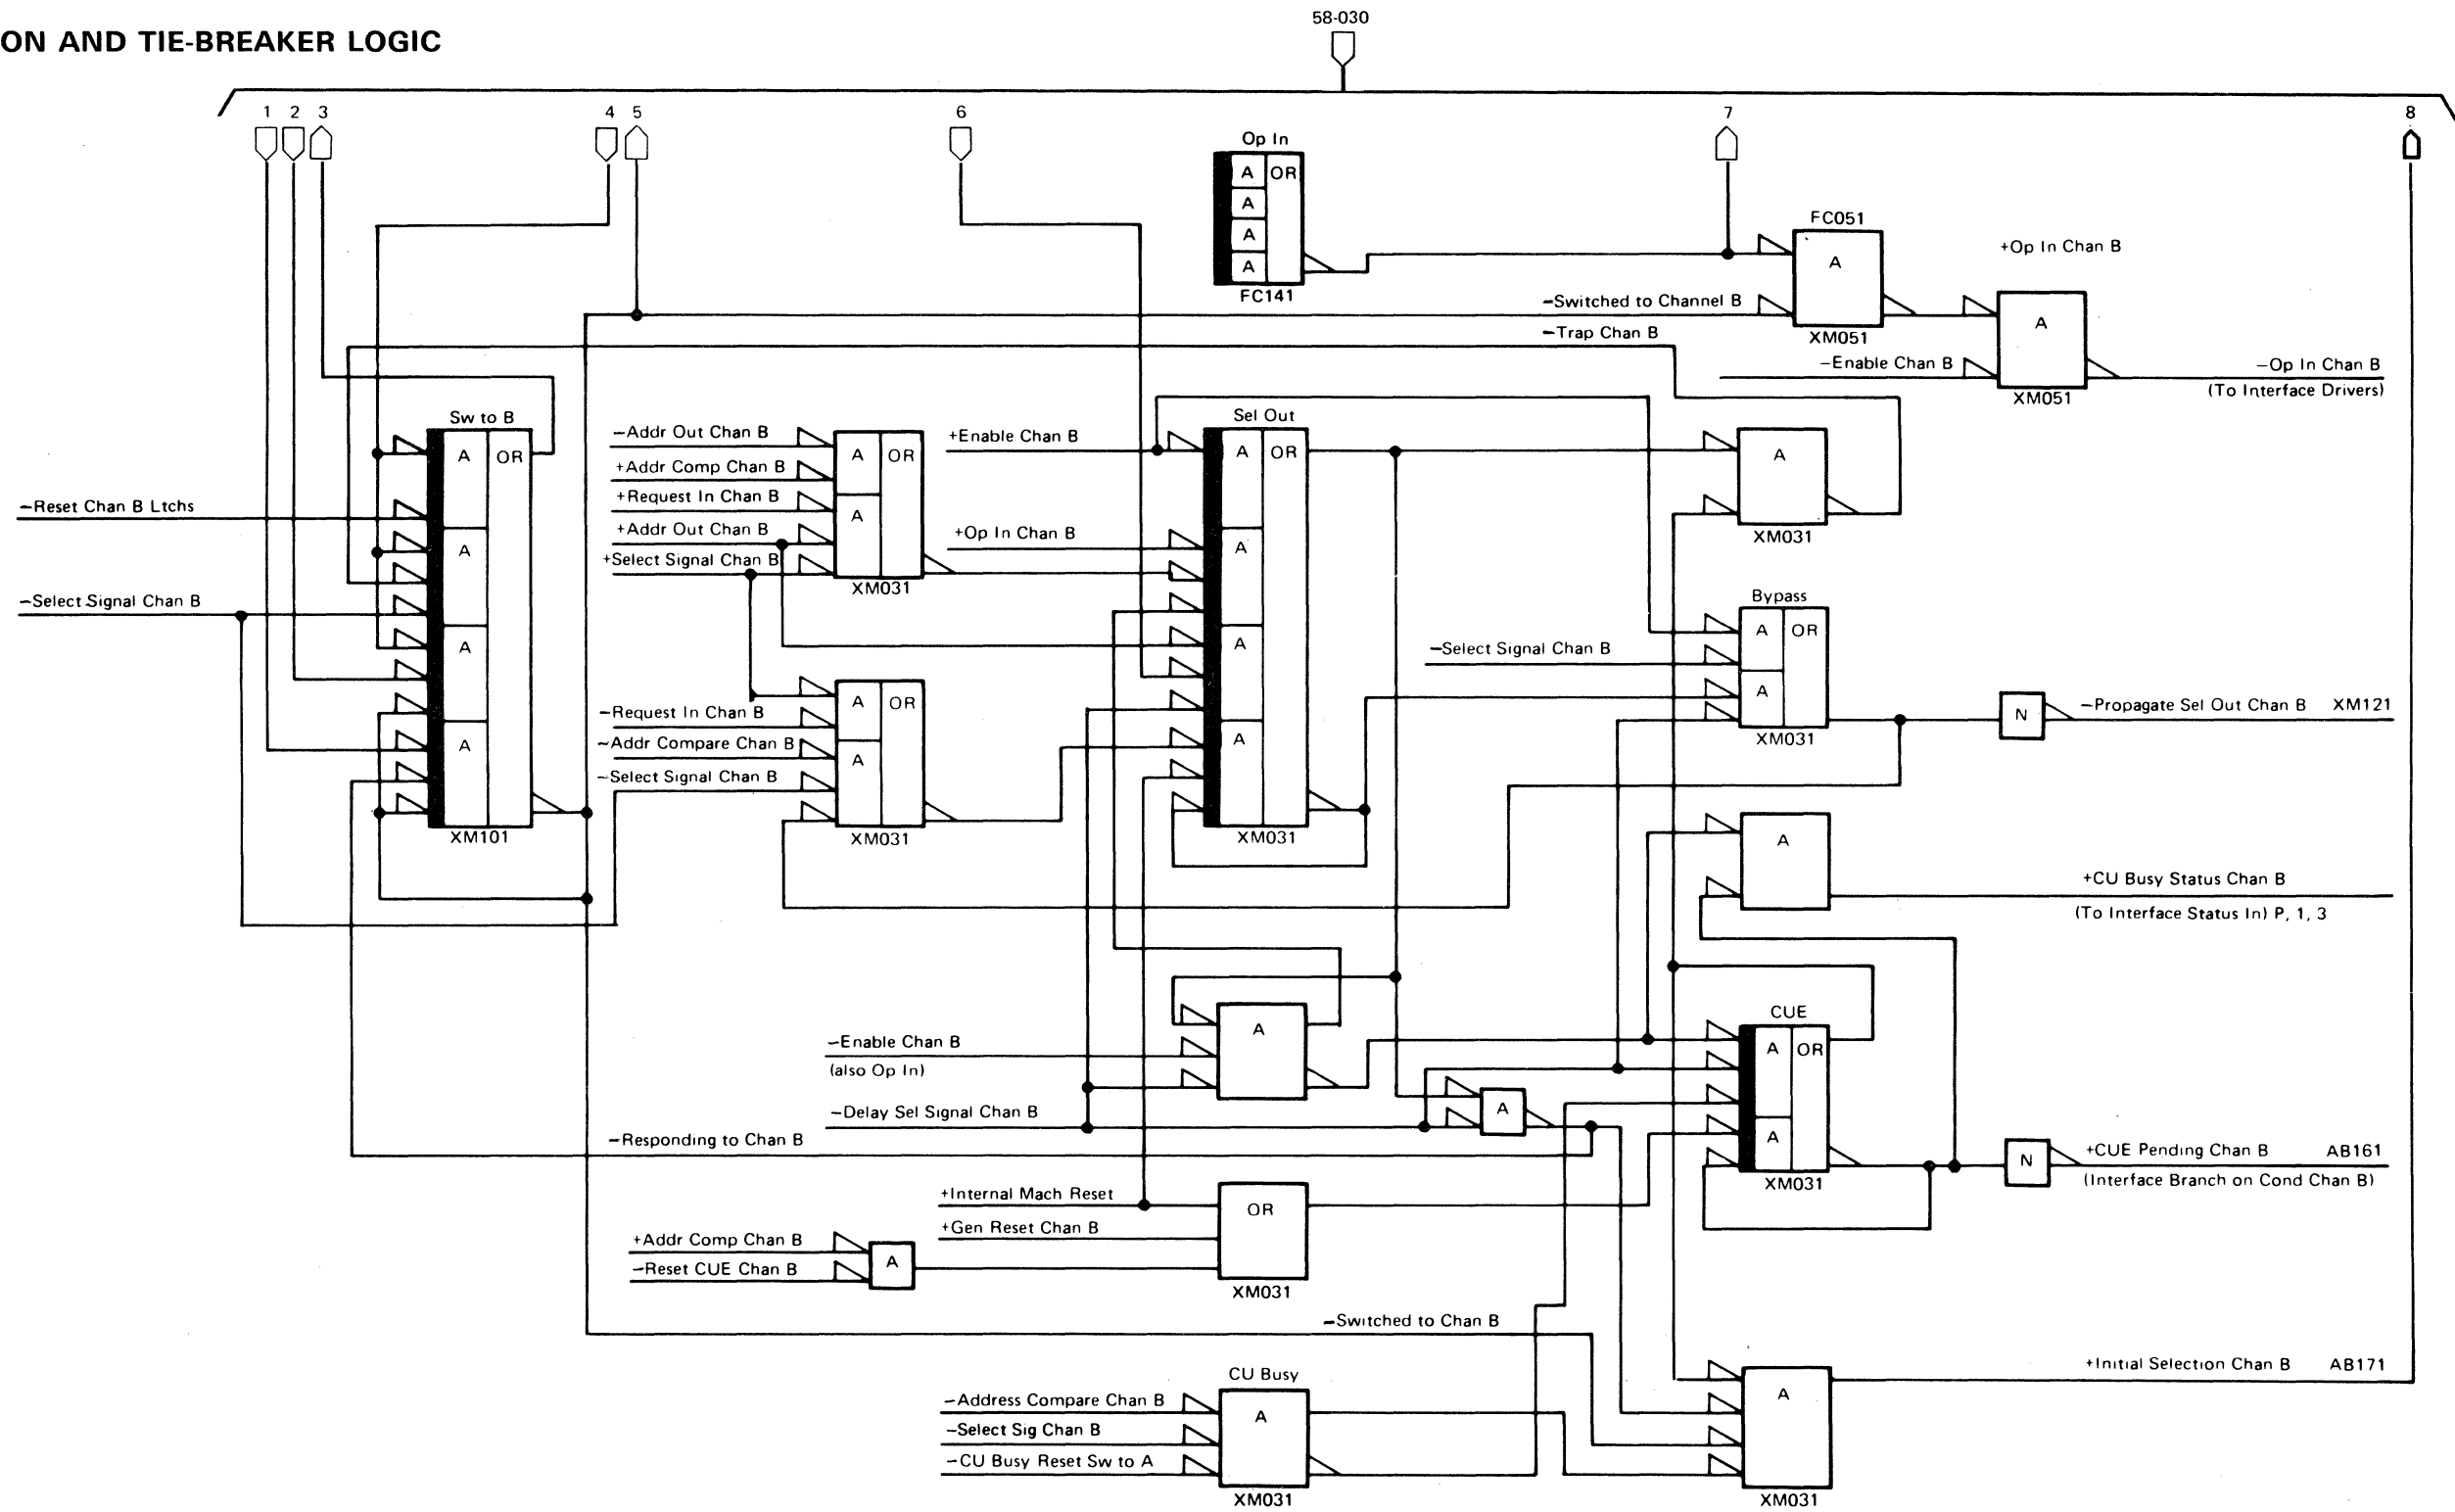 58-030
ON AND TIE-BREAKER LOGIC
1 2 3 4 5 6 7 8
Op In
A OR
A
A
A
FC141
FC051
A
XM051
+Op In Chan B
−Switched to Channel B
−Trap Chan B
A
XM051
−Enable Chan B
−Op In Chan B
(To Interface Drivers)
Sw to B
A OR
A
A
A
XM101
−Reset Chan B Ltchs
−Select Signal Chan B
−Addr Out Chan B
+Addr Comp Chan B
+Request In Chan B
+Addr Out Chan B
+Select Signal Chan B
A OR
A
XM031
+Enable Chan B
+Op In Chan B
Sel Out
A OR
A
A
A
XM031
A
XM031
−Request In Chan B
−Addr Compare Chan B
−Select Signal Chan B
A OR
A
XM031
−Select Signal Chan B
Bypass
A OR
A
XM031
N
−Propagate Sel Out Chan B XM121
A
+CU Busy Status Chan B
(To Interface Status In) P, 1, 3
−Enable Chan B
(also Op In)
A
−Delay Sel Signal Chan B
−Responding to Chan B
A
CUE
A OR
A
XM031
N
+CUE Pending Chan B AB161
(Interface Branch on Cond Chan B)
+Internal Mach Reset
+Gen Reset Chan B
OR
XM031
+Addr Comp Chan B
−Reset CUE Chan B
A
−Switched to Chan B
CU Busy
−Address Compare Chan B
−Select Sig Chan B
−CU Busy Reset Sw to A
A
XM031
A
XM031
+Initial Selection Chan B AB171